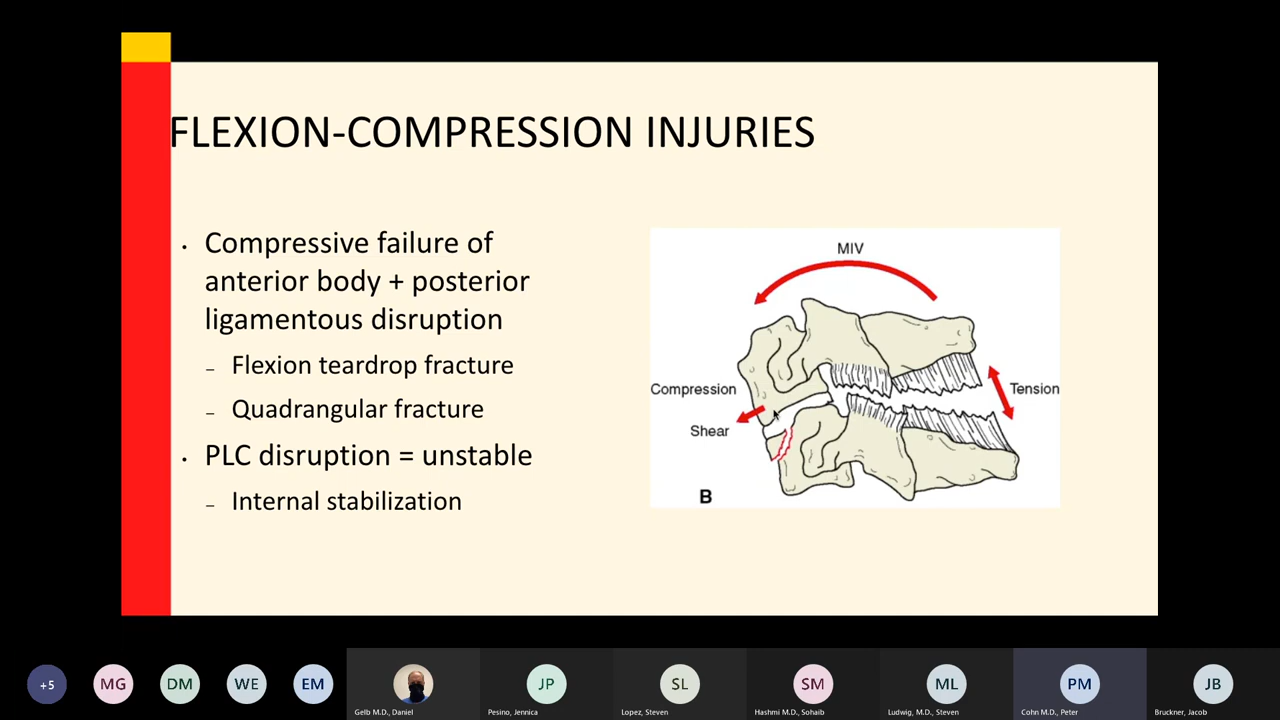 FLEXION-COMPRESSION INJURIES
• Compressive failure of
anterior body + posterior
ligamentous disruption
– Flexion teardrop fracture
– Quadrangular fracture
• PLC disruption = unstable
– Internal stabilization
MIV
Compression
Tension
Shear
B
+5
MG
DM
WE
EM
JP
SL
SM
ML
PM
JB
Gelb M.D., Daniel
Pesino, Jennica
Lopez, Steven
Hashmi M.D., Sohaib
Ludwig, M.D., Steven
Cohn M.D., Peter
Bruckner, Jacob